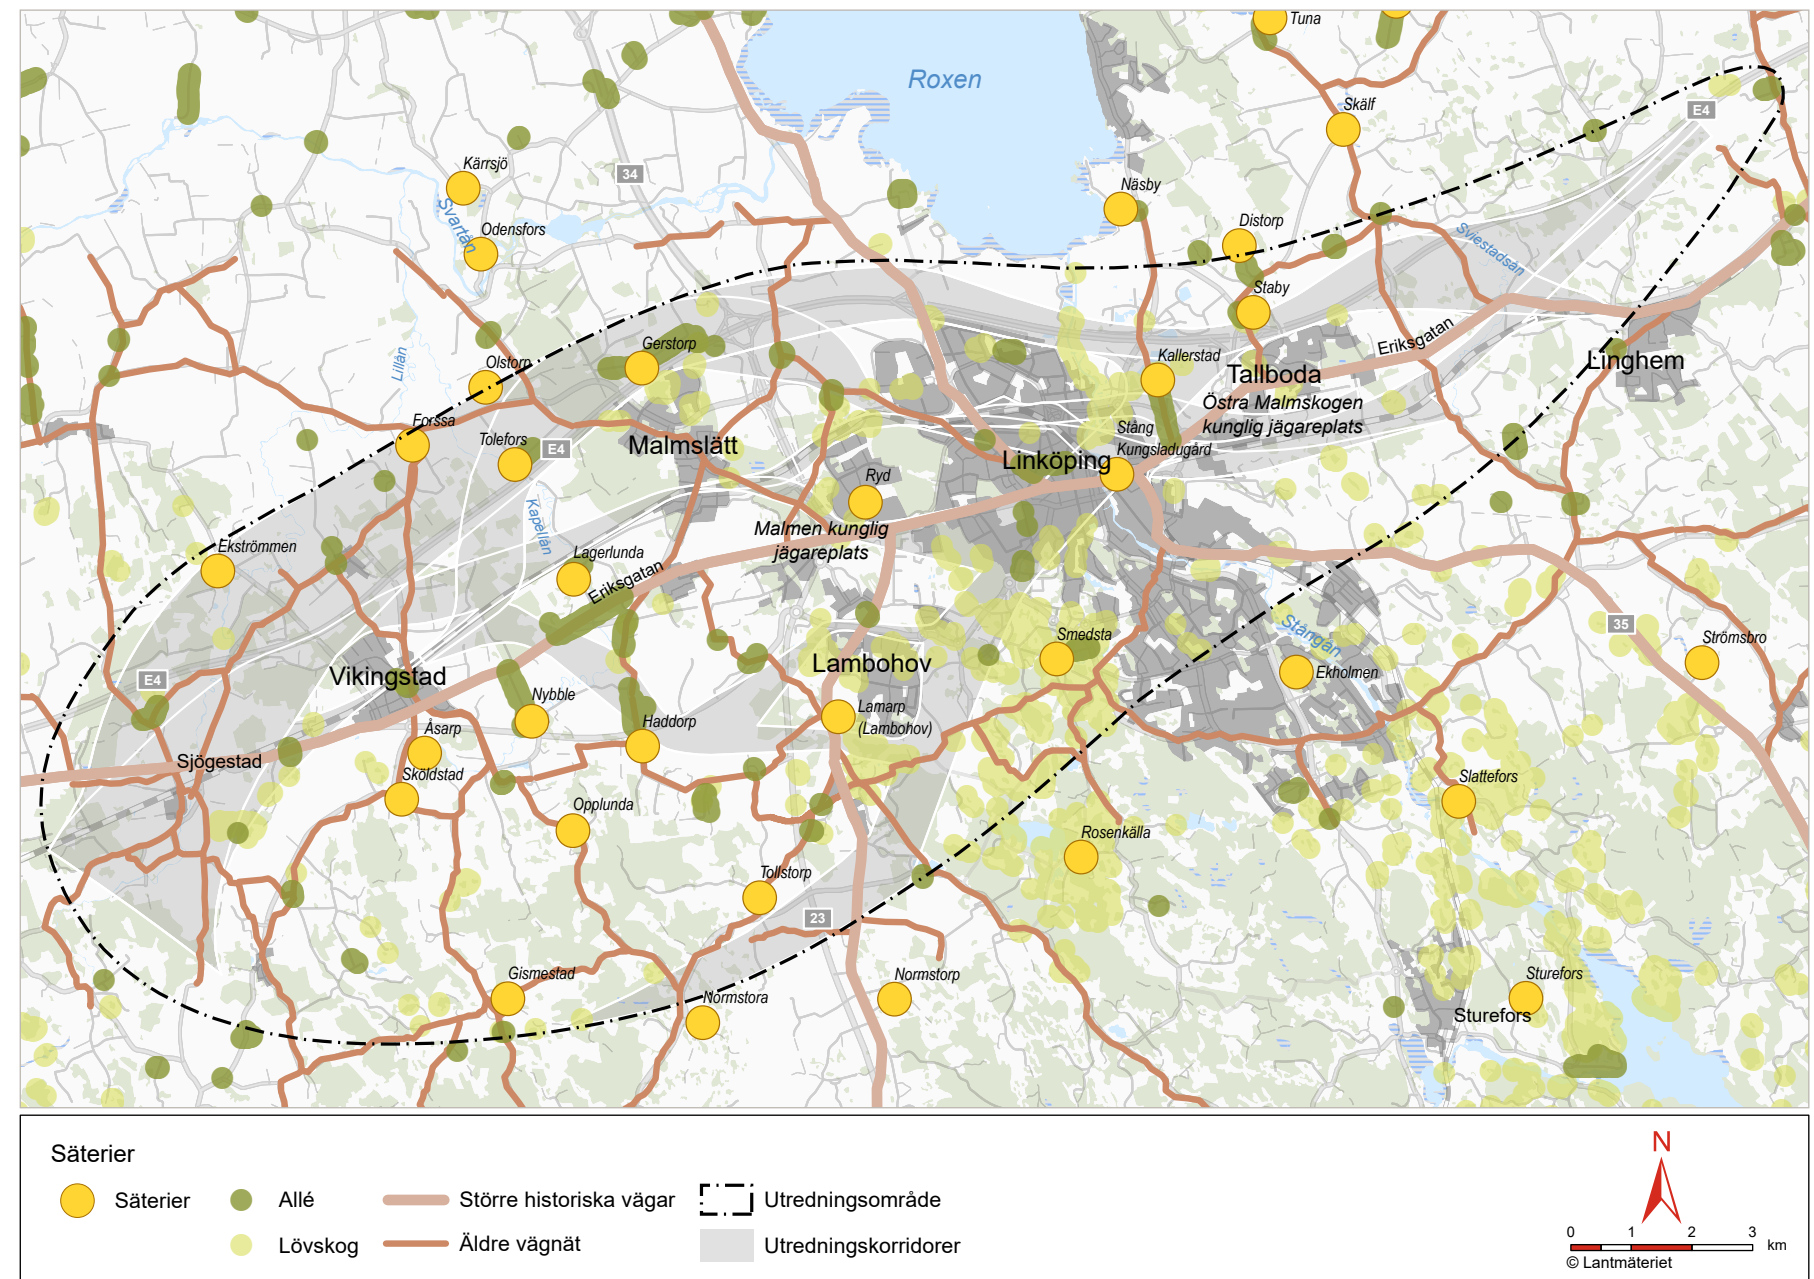 Tuna
Roxen
Skälf
E4
Kärrsjö
34
Näsby
Svartån
Odensfors
Distorp
Svíestadsån
Staby
Eriksgatan
Gerstorp
Lillån
Olstorp
Kallerstad
Tallboda
Linghem
Östra Malmskogen
kunglig jägareplats
Forssa
Tolefors
E4
Malmslätt
Stång
Kungsladugård
Linköping
Ryd
Kapellån
Malmen kunglig
jägareplats
Ekströmmen
Lagerlunda
Eriksgatan
Stångån
35
Strömsbro
Smedsta
Vikingstad
Lambohov
Ekholmen
E4
Nybble
Haddorp
Lamarp
(Lambohov)
Åsarp
Sjögestad
Sköldstad
Slattefors
Opplunda
Rosenkälla
Tollstorp
23
Gismestad
Normstorp
Sturefors
Normstora
Sturefors
Säterier
Säterier
Allé
Större historiska vägar
Utredningsområde
Lövskog
Äldre vägnät
Utredningskorridorer
N
0 1 2 3
km
© Lantmäteriet